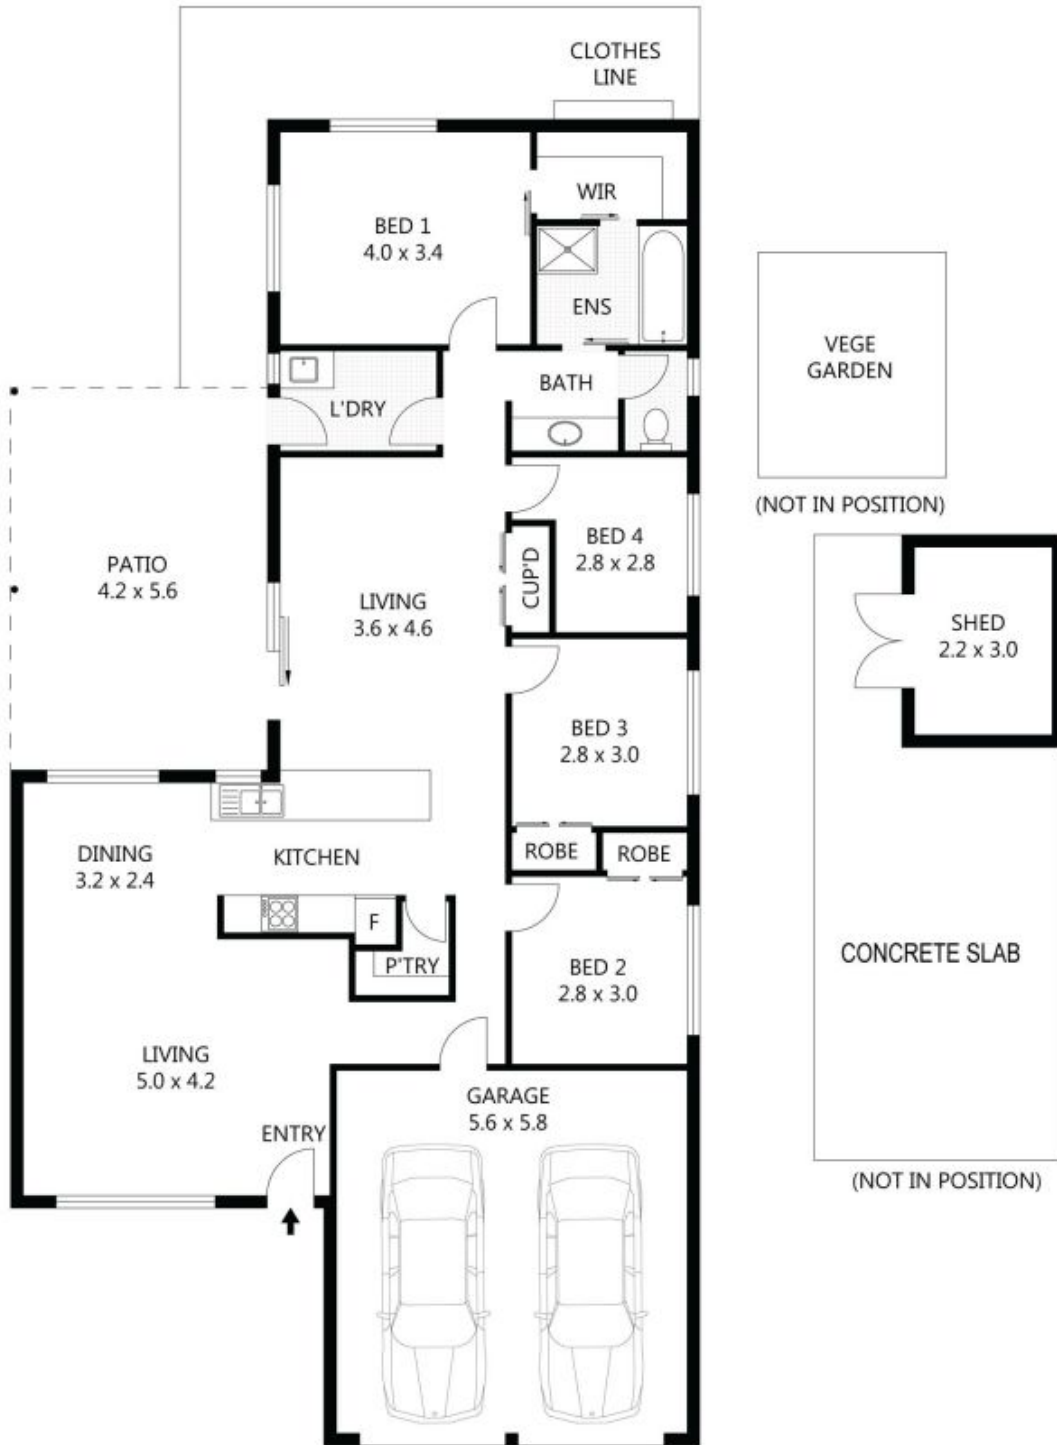 CLOTHES
LINE
WIR
BED 1
4.0 x 3.4
ENS
VEGE
GARDEN
L'DRY
BATH
(NOT IN POSITION)
BED 4
2.8 x 2.8
PATIO
4.2 x 5.6
CUP'D
LIVING
3.6 x 4.6
SHED
2.2 x 3.0
BED 3
2.8 x 3.0
DINING
3.2 x 2.4
KITCHEN
ROBE
ROBE
F
P'TRY
BED 2
2.8 x 3.0
CONCRETE SLAB
LIVING
5.0 x 4.2
GARAGE
5.6 x 5.8
ENTRY
(NOT IN POSITION)